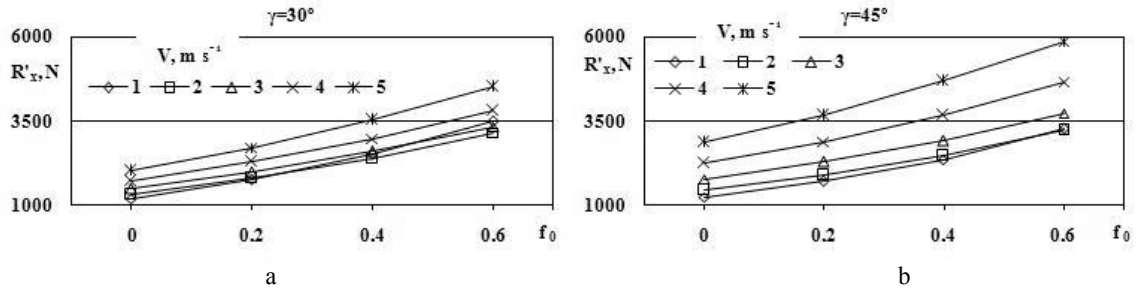 γ=30°
6000
V, m s⁻¹
R'x, N
1 2 3 4 5
3500
1000
0 0.2 0.4 0.6 f₀
a
γ=45°
6000
V, m s⁻¹
R'x, N
1 2 3
4 5
3500
1000
0 0.2 0.4 0.6 f₀
b